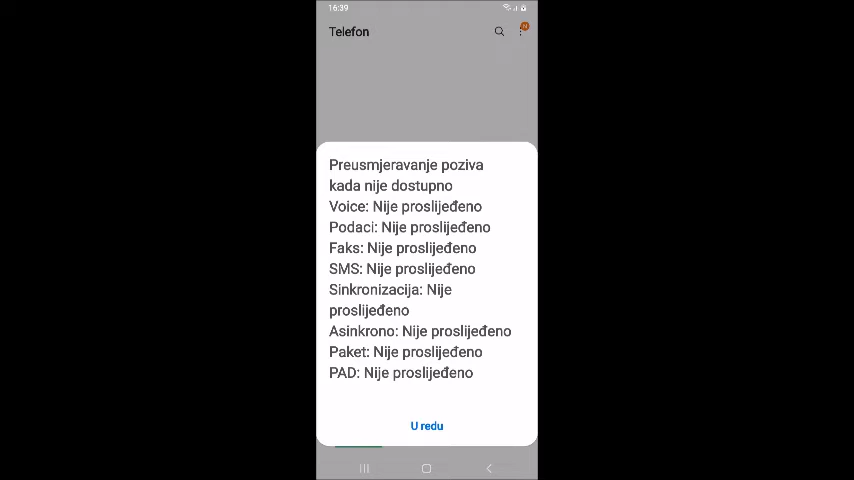 16:39
Telefon
N
Preusmjeravanje poziva
kada nije dostupno
Voice: Nije proslijeđeno
Podaci: Nije proslijeđeno
Faks: Nije proslijeđeno
SMS: Nije proslijeđeno
Sinkronizacija: Nije
proslijeđeno
Asinkrono: Nije proslijeđeno
Paket: Nije proslijeđeno
PAD: Nije proslijeđeno
U redu